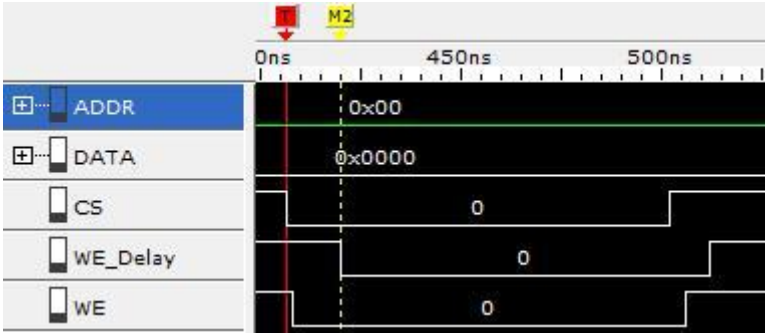 T M2
0ns 450ns 500ns
ADDR 0x00
DATA 0x0000
CS 0
WE_Delay 0
WE 0